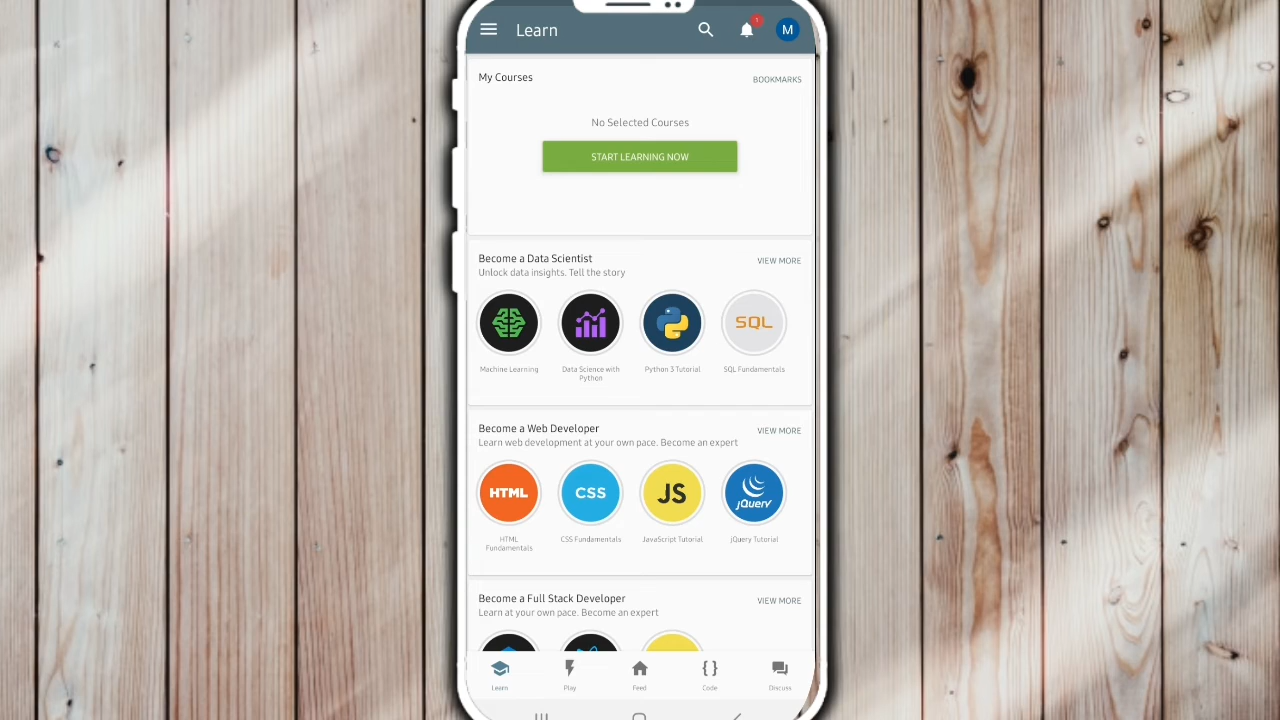 Learn
1
M
My Courses
BOOKMARKS
No Selected Courses
START LEARNING NOW
Become a Data Scientist
VIEW MORE
Unlock data insights. Tell the story
SQL
Machine Learning
Data Science with
Python
Python 3 Tutorial
SQL Fundamentals
Become a Web Developer
VIEW MORE
Learn web development at your own pace. Become an expert
HTML
CSS
JS
jQuery
HTML
Fundamentals
CSS Fundamentals
JavaScript Tutorial
jQuery Tutorial
Become a Full Stack Developer
VIEW MORE
Learn at your own pace. Become an expert
Learn
Play
Feed
Code
Discuss